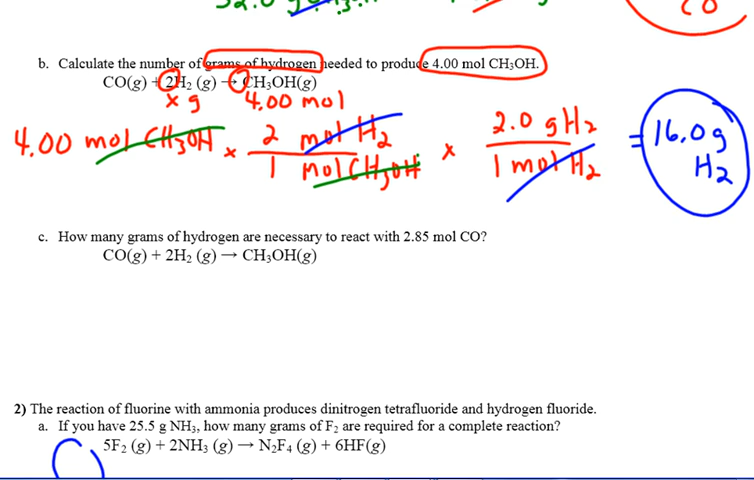 CO
b. Calculate the number of grams of hydrogen needed to produce 4.00 mol CH₃OH.
CO(g) + 2H₂ (g) → CH₃OH(g)
x g 4.00 mol
4.00 mol CH₃OH x 2 mol H₂ / 1 mol CH₃OH x 2.0 g H₂ / 1 mol H₂ = 16.0 g H₂
c. How many grams of hydrogen are necessary to react with 2.85 mol CO?
CO(g) + 2H₂ (g) → CH₃OH(g)
2) The reaction of fluorine with ammonia produces dinitrogen tetrafluoride and hydrogen fluoride.
a. If you have 25.5 g NH₃, how many grams of F₂ are required for a complete reaction?
5F₂ (g) + 2NH₃ (g) → N₂F₄ (g) + 6HF(g)